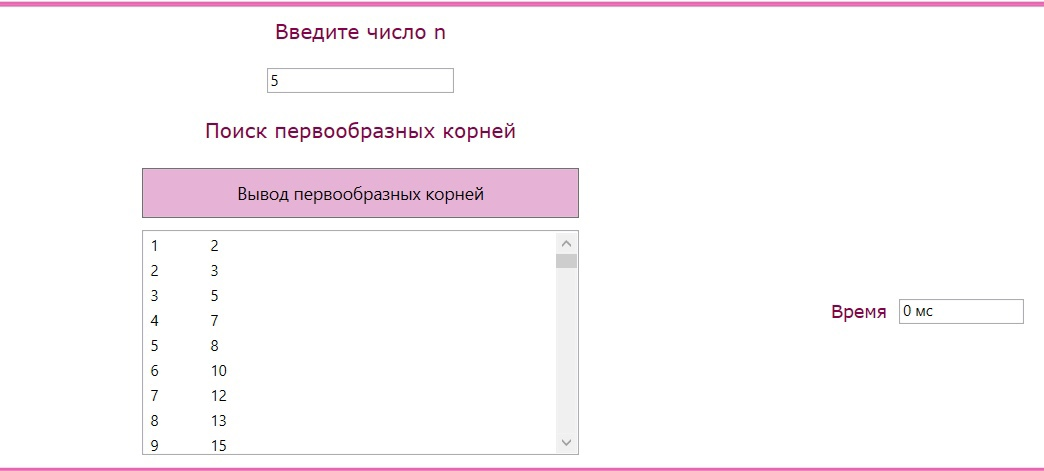 Введите число n
5
Поиск первообразных корней
Вывод первообразных корней
1 2
2 3
3 5
4 7
5 8
6 10
7 12
8 13
9 15
Время 0 мс